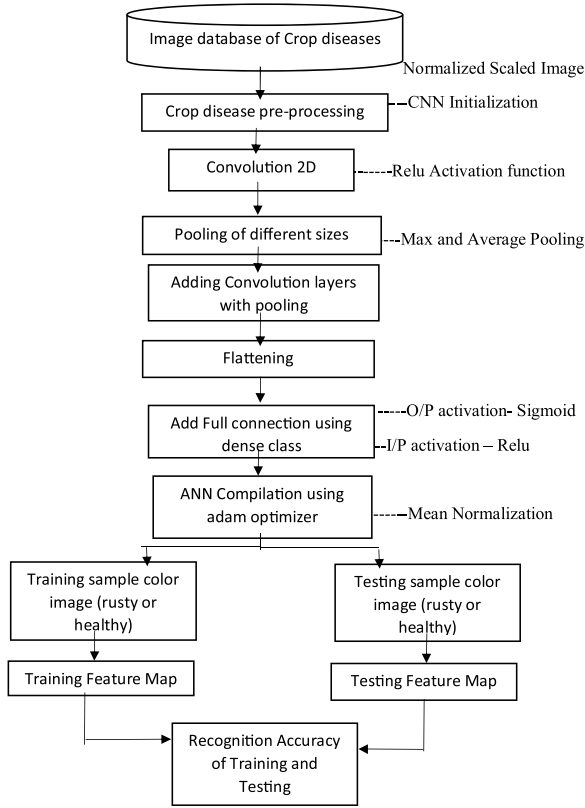 Image database of Crop diseases
Normalized Scaled Image
Crop disease pre-processing
CNN Initialization
Convolution 2D
Relu Activation function
Pooling of different sizes
Max and Average Pooling
Adding Convolution layers
with pooling
Flattening
Add Full connection using
dense class
O/P activation- Sigmoid
I/P activation – Relu
ANN Compilation using
adam optimizer
Mean Normalization
Training sample color
image (rusty or
healthy)
Testing sample color
image (rusty or
healthy)
Training Feature Map
Testing Feature Map
Recognition Accuracy
of Training and
Testing